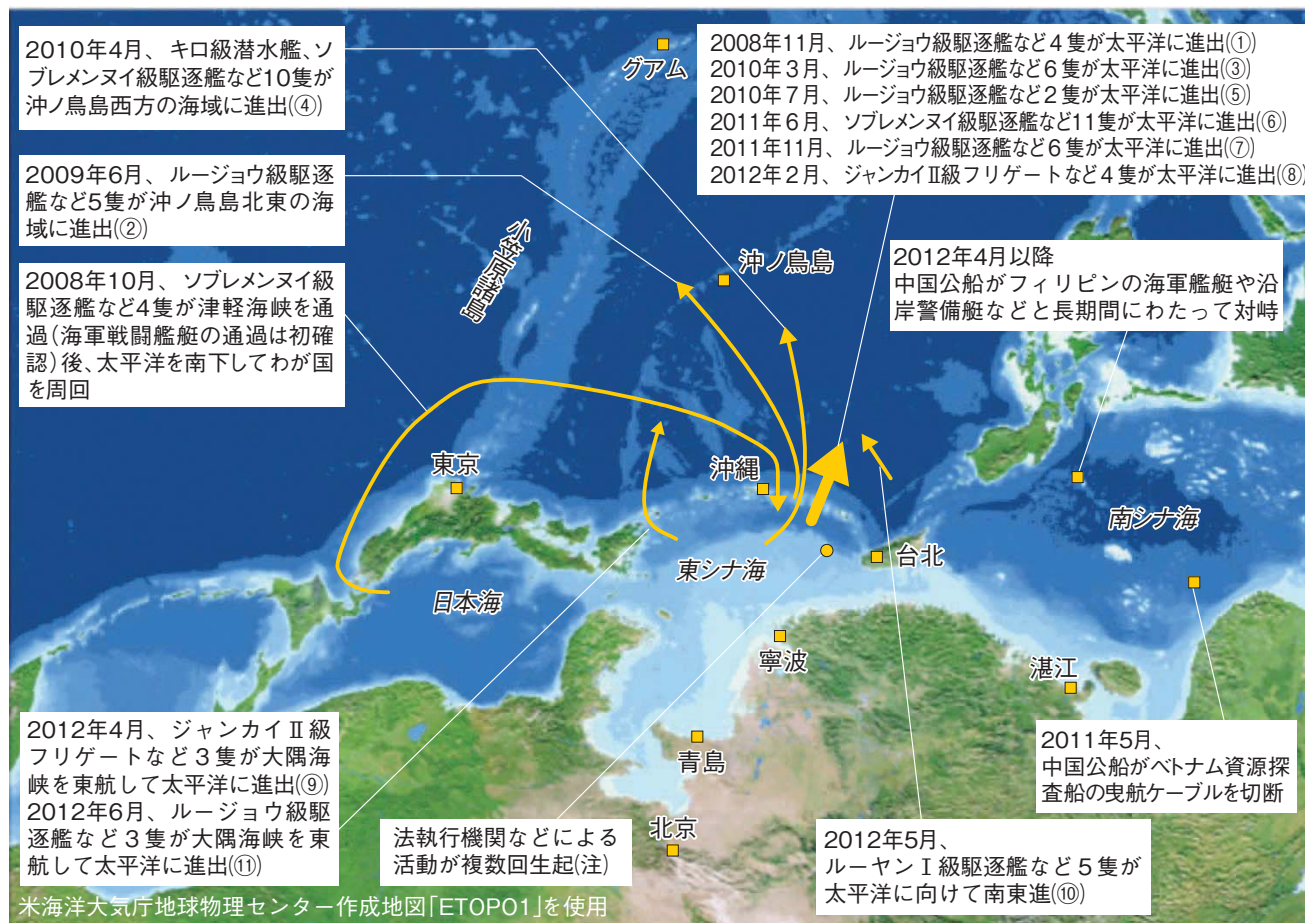 2010年4月、キロ級潜水艦、ソ
ブレメンヌイ級駆逐艦など10隻が
沖ノ鳥島西方の海域に進出(④)
2009年6月、ルージョウ級駆逐
艦など5隻が沖ノ鳥島北東の海
域に進出(②)
2008年10月、ソブレメンヌイ級
駆逐艦など4隻が津軽海峡を通
過(海軍戦闘艦艇の通過は初確
認)後、太平洋を南下してわが国
を周回
グアム
2008年11月、ルージョウ級駆逐艦など4隻が太平洋に進出(①)
2010年3月、ルージョウ級駆逐艦など6隻が太平洋に進出(③)
2010年7月、ルージョウ級駆逐艦など2隻が太平洋に進出(⑤)
2011年6月、ソブレメンヌイ級駆逐艦など11隻が太平洋に進出(⑥)
2011年11月、ルージョウ級駆逐艦など6隻が太平洋に進出(⑦)
2012年2月、ジャンカイⅡ級フリゲートなど4隻が太平洋に進出(⑧)
小笠原諸島
沖ノ鳥島
2012年4月以降
中国公船がフィリピンの海軍艦艇や沿
岸警備艇などと長期間にわたって対峙
東京
沖縄
南シナ海
台北
東シナ海
日本海
寧波
湛江
青島
北京
2012年4月、ジャンカイⅡ級
フリゲートなど3隻が大隅海
峡を東航して太平洋に進出(⑨)
2012年6月、ルージョウ級駆
逐艦など3隻が大隅海峡を東
航して太平洋に進出(⑪)
法執行機関などによる
活動が複数回生起(注)
2012年5月、
ルーヤンⅠ級駆逐艦など5隻が
太平洋に向けて南東進(⑩)
2011年5月、
中国公船がベトナム資源探
査船の曳航ケーブルを切断
米海洋大気庁地球物理センター作成地図「ETOPO1」を使用